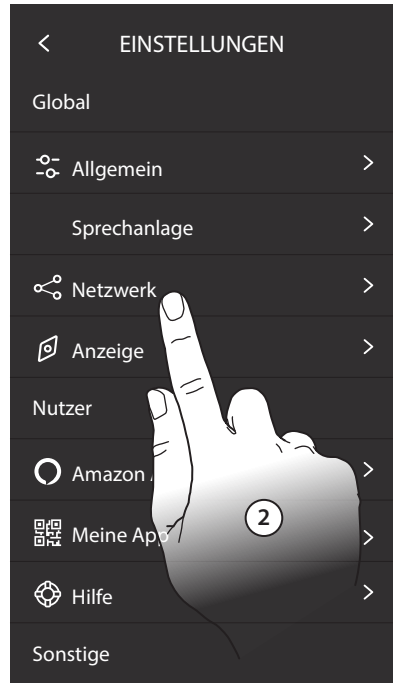 EINSTELLUNGEN
Global
Allgemein
Sprechanlage
Netzwerk
Anzeige
Nutzer
Amazon
2
Meine App
Hilfe
Sonstige